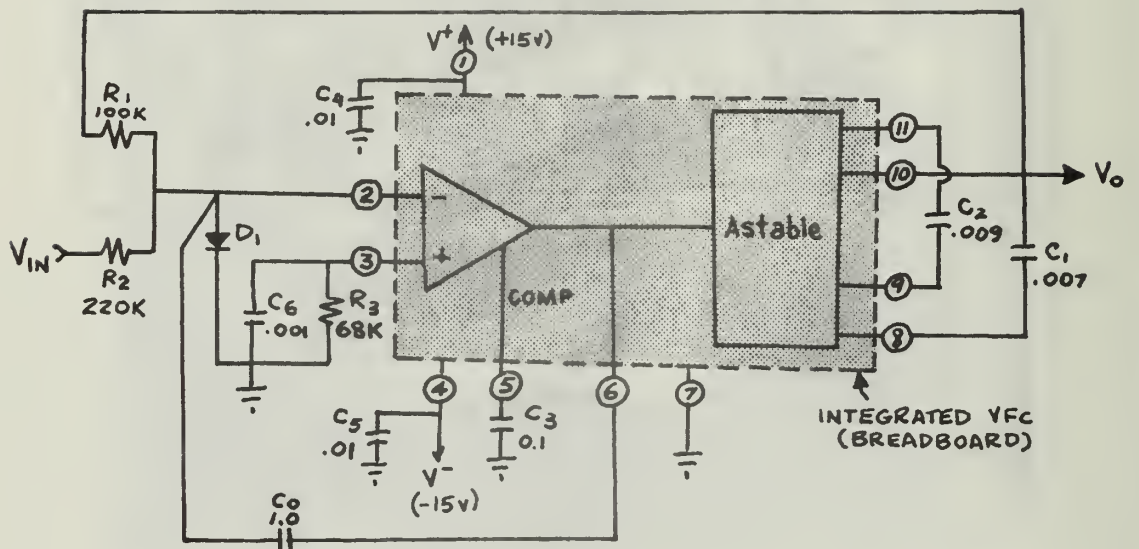 V+ (+15v)
1
R1
100K
C4
.01
VIN
R2
220K
D1
2
-
3
+
C6
.001
R3
68K
COMP
Astable
11
10
9
8
Vo
C2
.009
C1
.007
4
5
6
7
C5
.01
V-
(-15v)
C3
0.1
INTEGRATED VFC
(BREADBOARD)
Co
1.0